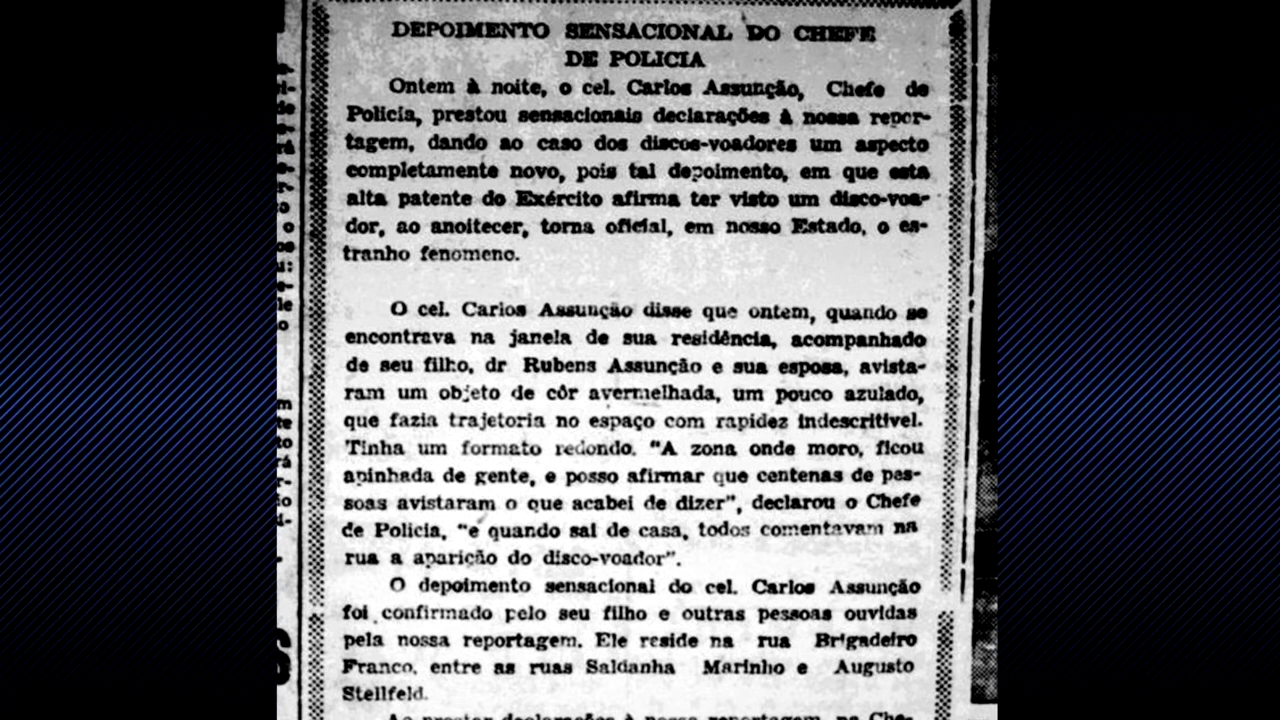 DEPOIMENTO SENSACIONAL DO CHEFE
DE POLICIA
Ontem à noite, o cel. Carlos Assunção, Chefe de
Policia, prestou sensacionais declarações à nossa repor-
tagem, dando ao caso dos discos-voadores um aspecto
completamente novo, pois tal depoimento, em que esta
alta patente do Exército afirma ter visto um disco-voa-
dor, ao anoitecer, torna oficial, em nosso Estado, o es-
tranho fenomeno.
O cel. Carlos Assunção disse que ontem, quando se
encontrava na janela de sua residência, acompanhado
de seu filho, dr Rubens Assunção e sua esposa, avista-
ram um objeto de côr avermelhada, um pouco azulado,
que fazia trajetoria no espaço com rapidez indescritivel.
Tinha um formato redondo. "A zona onde moro, ficou
apinhada de gente, e posso afirmar que centenas de pes-
soas avistaram o que acabei de dizer", declarou o Chefe
de Policia, "e quando sai de casa, todos comentavam na
rua a aparição do disco-voador".
O depoimento sensacional do cel. Carlos Assunção
foi confirmado pelo seu filho e outras pessoas ouvidas
pela nossa reportagem. Ele reside na rua Brigadeiro
Franco, entre as ruas Saldanha Marinho e Augusto
Stellfeld.
Ao prestar declarações à nossa reportagem, na Che-